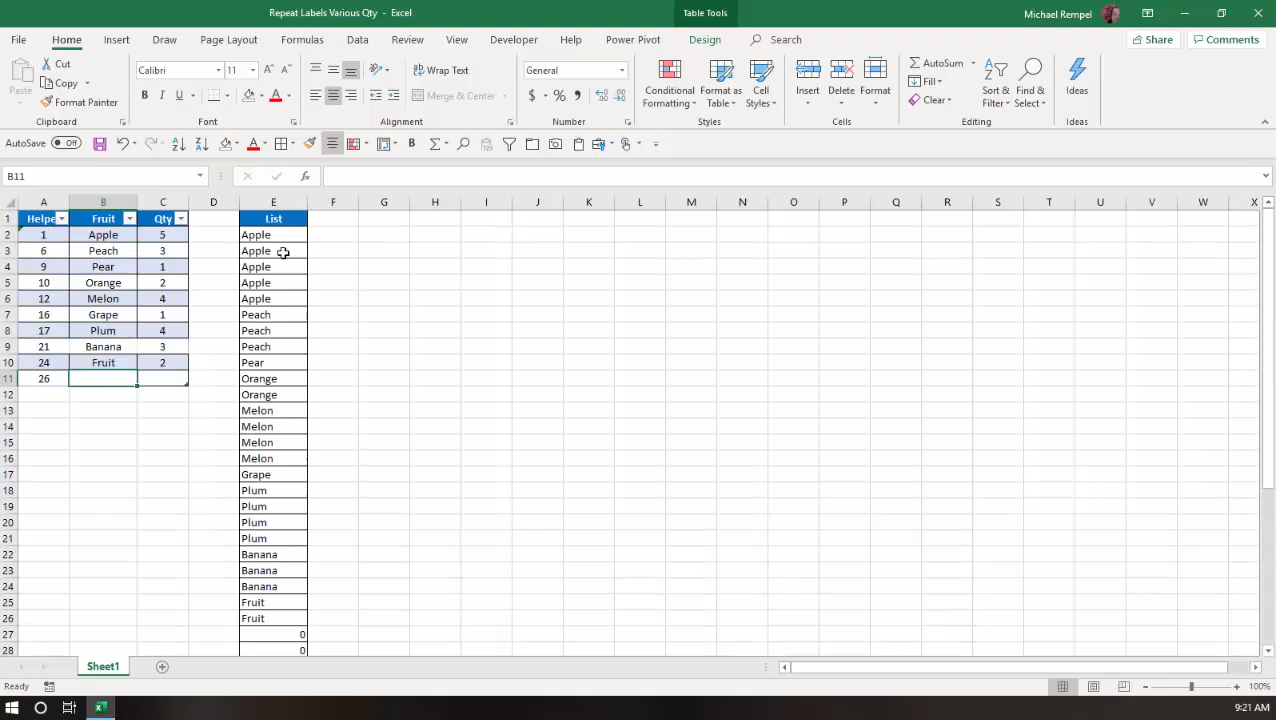 Repeat Labels Various Qty - Excel
Table Tools
Michael Rempel
File Home Insert Draw Page Layout Formulas Data Review View Developer Help Power Pivot Design Search Share Comments
Paste
Cut
Copy
Format Painter
Clipboard
Calibri 11
B I U
Font
Wrap Text
Merge & Center
Alignment
General
$ % 9
Number
Conditional Formatting
Format as Table
Cell Styles
Styles
Insert Delete Format
Cells
AutoSum
Fill
Clear
Sort & Filter
Find & Select
Editing
Ideas
Ideas
AutoSave Off
B11
fx
A B C D E F G H I J K L M N O P Q R S T U V W X
1 Helpe Fruit Qty List
2 1 Apple 5 Apple
3 6 Peach 3 Apple
4 9 Pear 1 Apple
5 10 Orange 2 Apple
6 12 Melon 4 Apple
7 16 Grape 1 Peach
8 17 Plum 4 Peach
9 21 Banana 3 Peach
10 24 Fruit 2 Pear
11 26 Orange
12 Orange
13 Melon
14 Melon
15 Melon
16 Melon
17 Grape
18 Plum
19 Plum
20 Plum
21 Plum
22 Banana
23 Banana
24 Banana
25 Fruit
26 Fruit
27 0
28 0
Sheet1
Ready
100%
9:21 AM